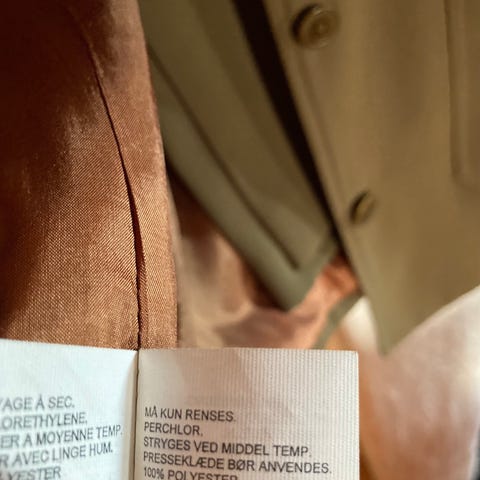 YAGE À SEC.
LORETHYLENE,
ER A MOYENNE TEMP.
R AVEC LINGE HUM.
LYESTER
MÅ KUN RENSES.
PERCHLOR.
STRYGES VED MIDDEL TEMP.
PRESSEKLÆDE BØR ANVENDES.
100% POLYESTER